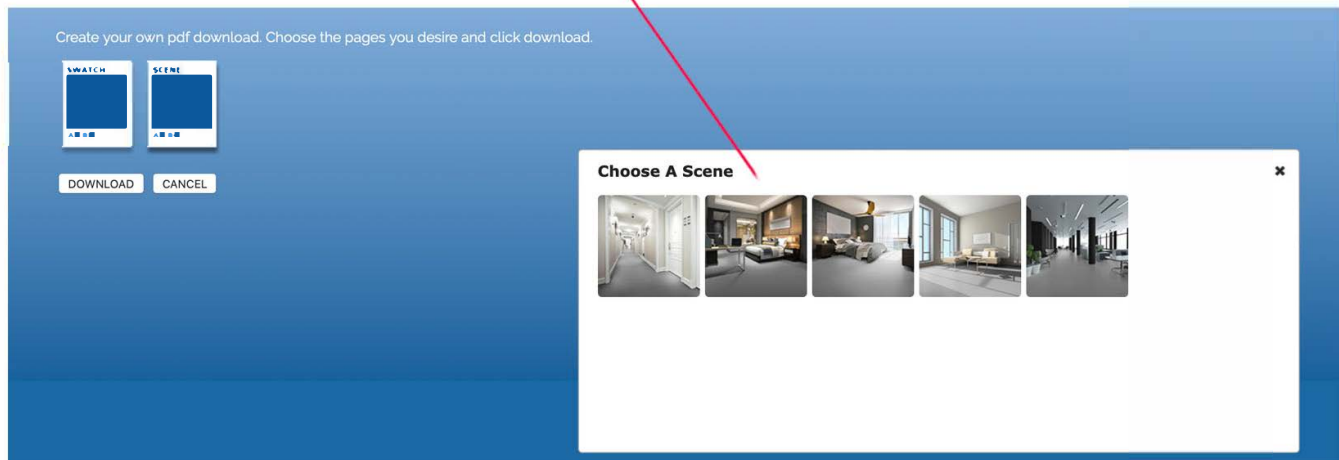 Create your own pdf download. Choose the pages you desire and click download.
SWATCH
SCENE
A B
A B
DOWNLOAD
CANCEL
Choose A Scene
✖